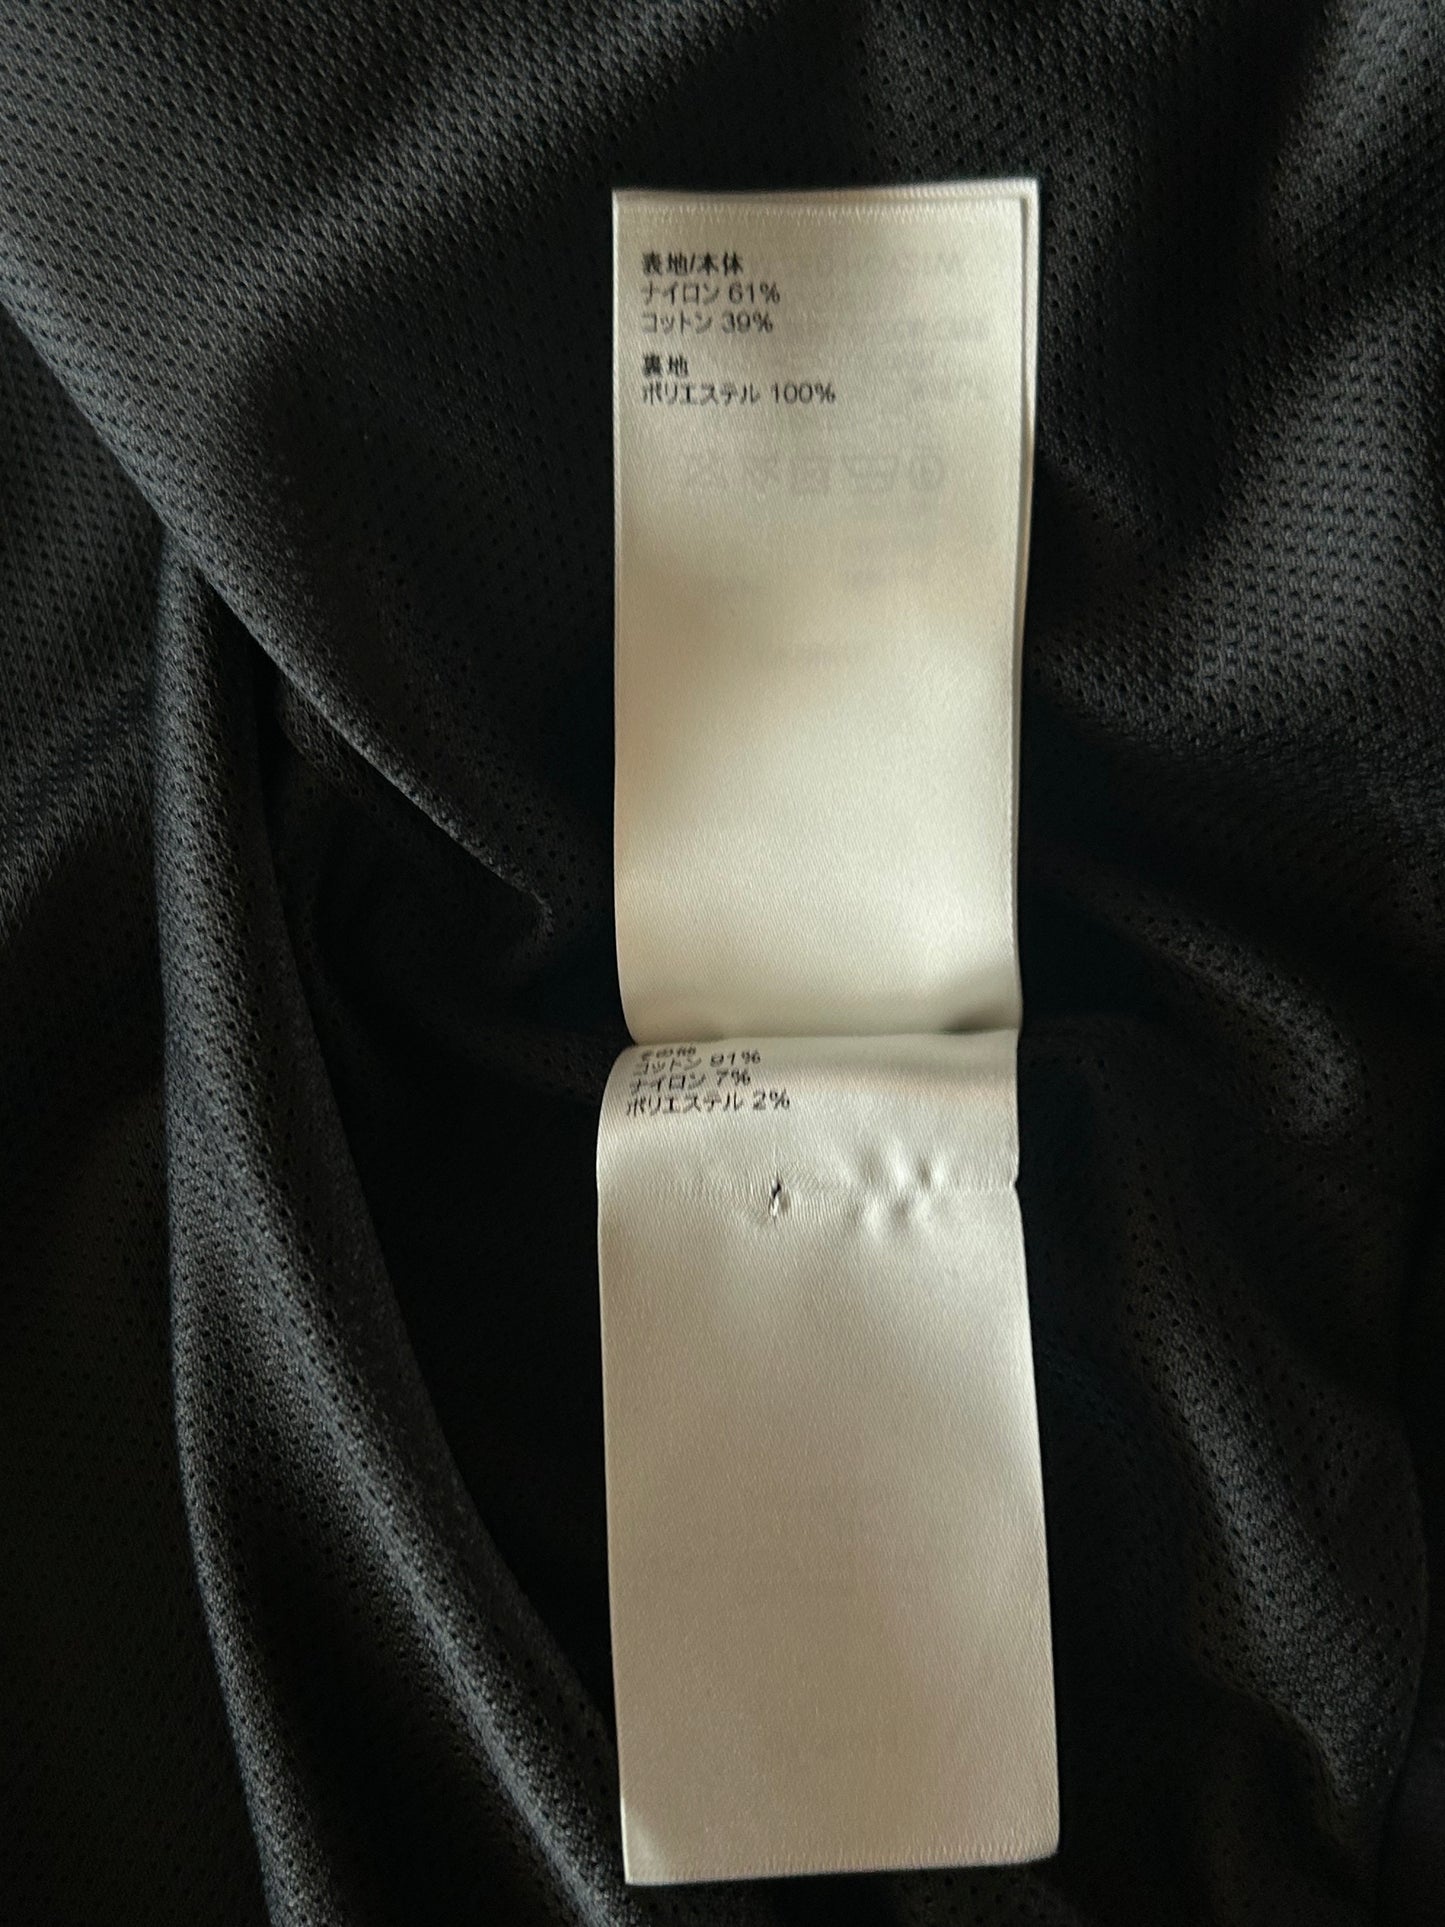 表地/本体
ナイロン 61%
コットン 39%
裏地
ポリエステル 100%
コットン 91%
ナイロン 7%
ポリエステル 2%